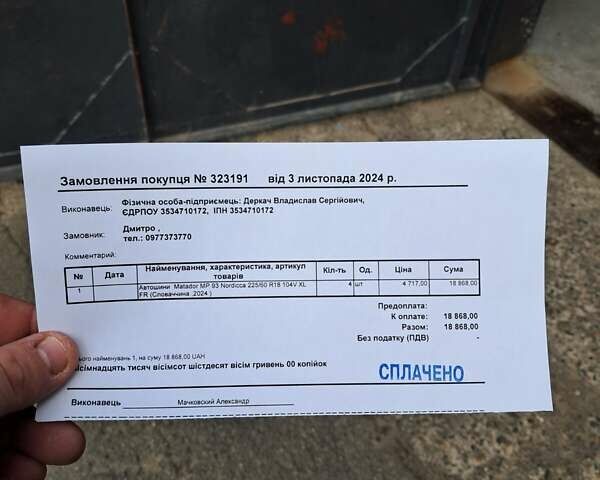 Замовлення покупця № 323191 від 3 листопада 2024 р.
Виконавець: Фізична особа-підприємець: Деркач Владислав Сергійович,
ЄДРПОУ 3534710172, ІПН 3534710172
Замовник: Дмитро ,
тел.: 0977373770
Комментарий:
№ Дата Найменування, характеристика, артикул товарів Кіл-ть Од. Ціна Сума
1 Автошини Matador MP 93 Nordicca 225/60 R18 104V XL 4 шт 4 717,00 18 868,00
FR (Словаччина 2024 )
Предоплата:
К оплате: 18 868,00
Разом: 18 868,00
Без податку (ПДВ) -
ього найменувань 1, на суму 18 868,00 UAH
вісімнадцять тисяч вісімсот шістдесят вісім гривень 00 копійок
СПЛАЧЕНО
Виконавець Мачковский Александр